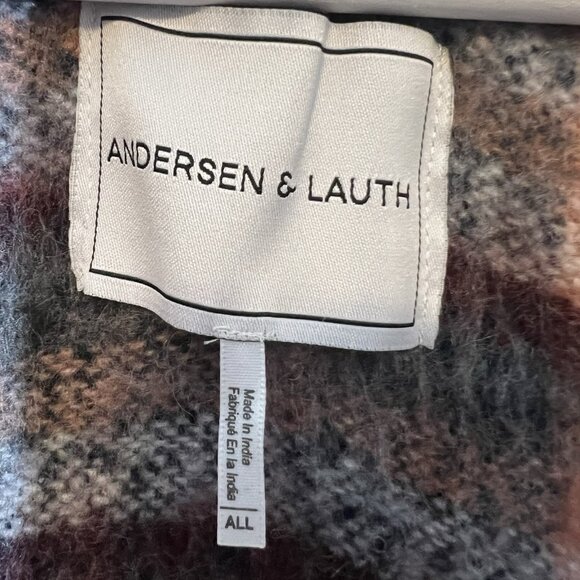 ANDERSEN & LAUTH
Made In India
Fabriqué En la India
ALL